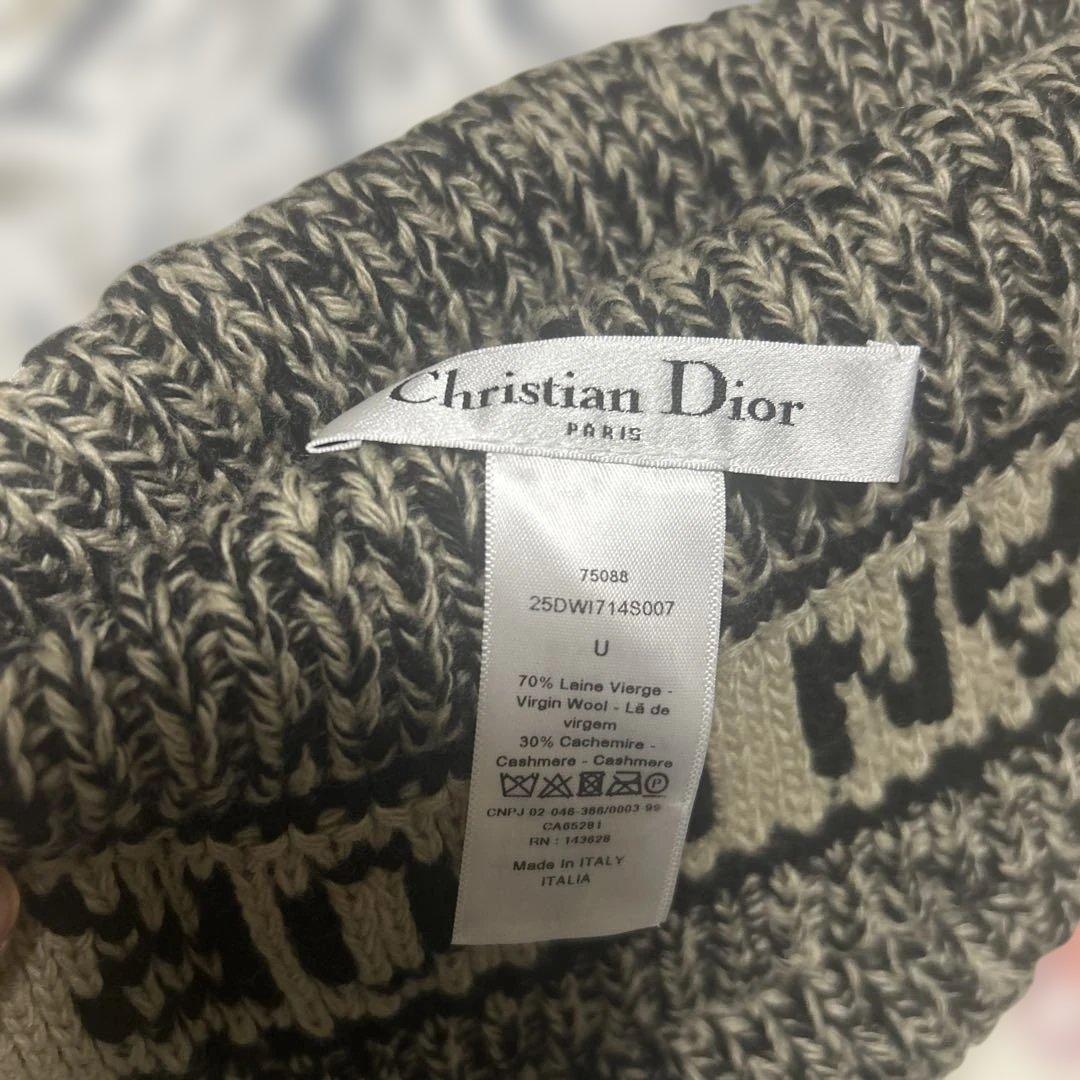 Christian Dior
PARIS
75088
25DWI714S007
U
70% Laine Vierge -
Virgin Wool - Lã de
virgem
30% Cachemire -
Cashmere - Cashmere
P
CNPJ 02-046-386/0003-99
CA65281
RN : 143628
Made In ITALY
ITALIA